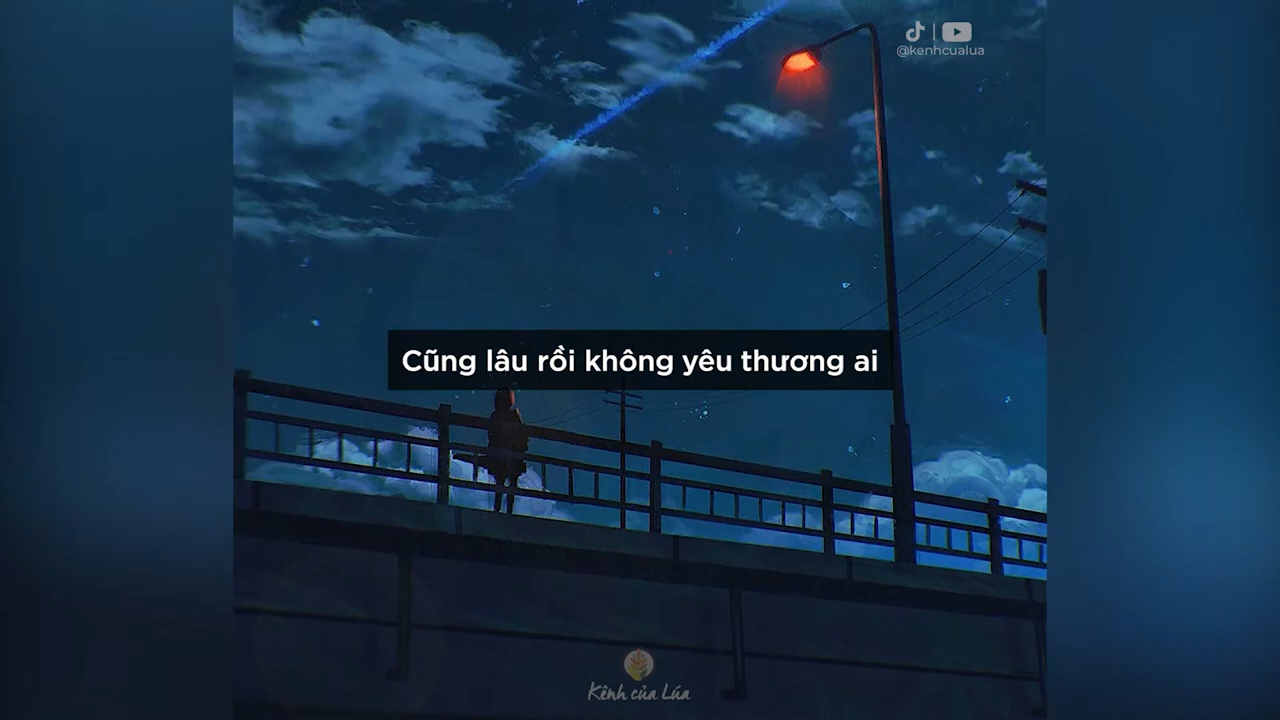 @kenhcualua
Cũng lâu rồi không yêu thương ai
Kênh của Lúa